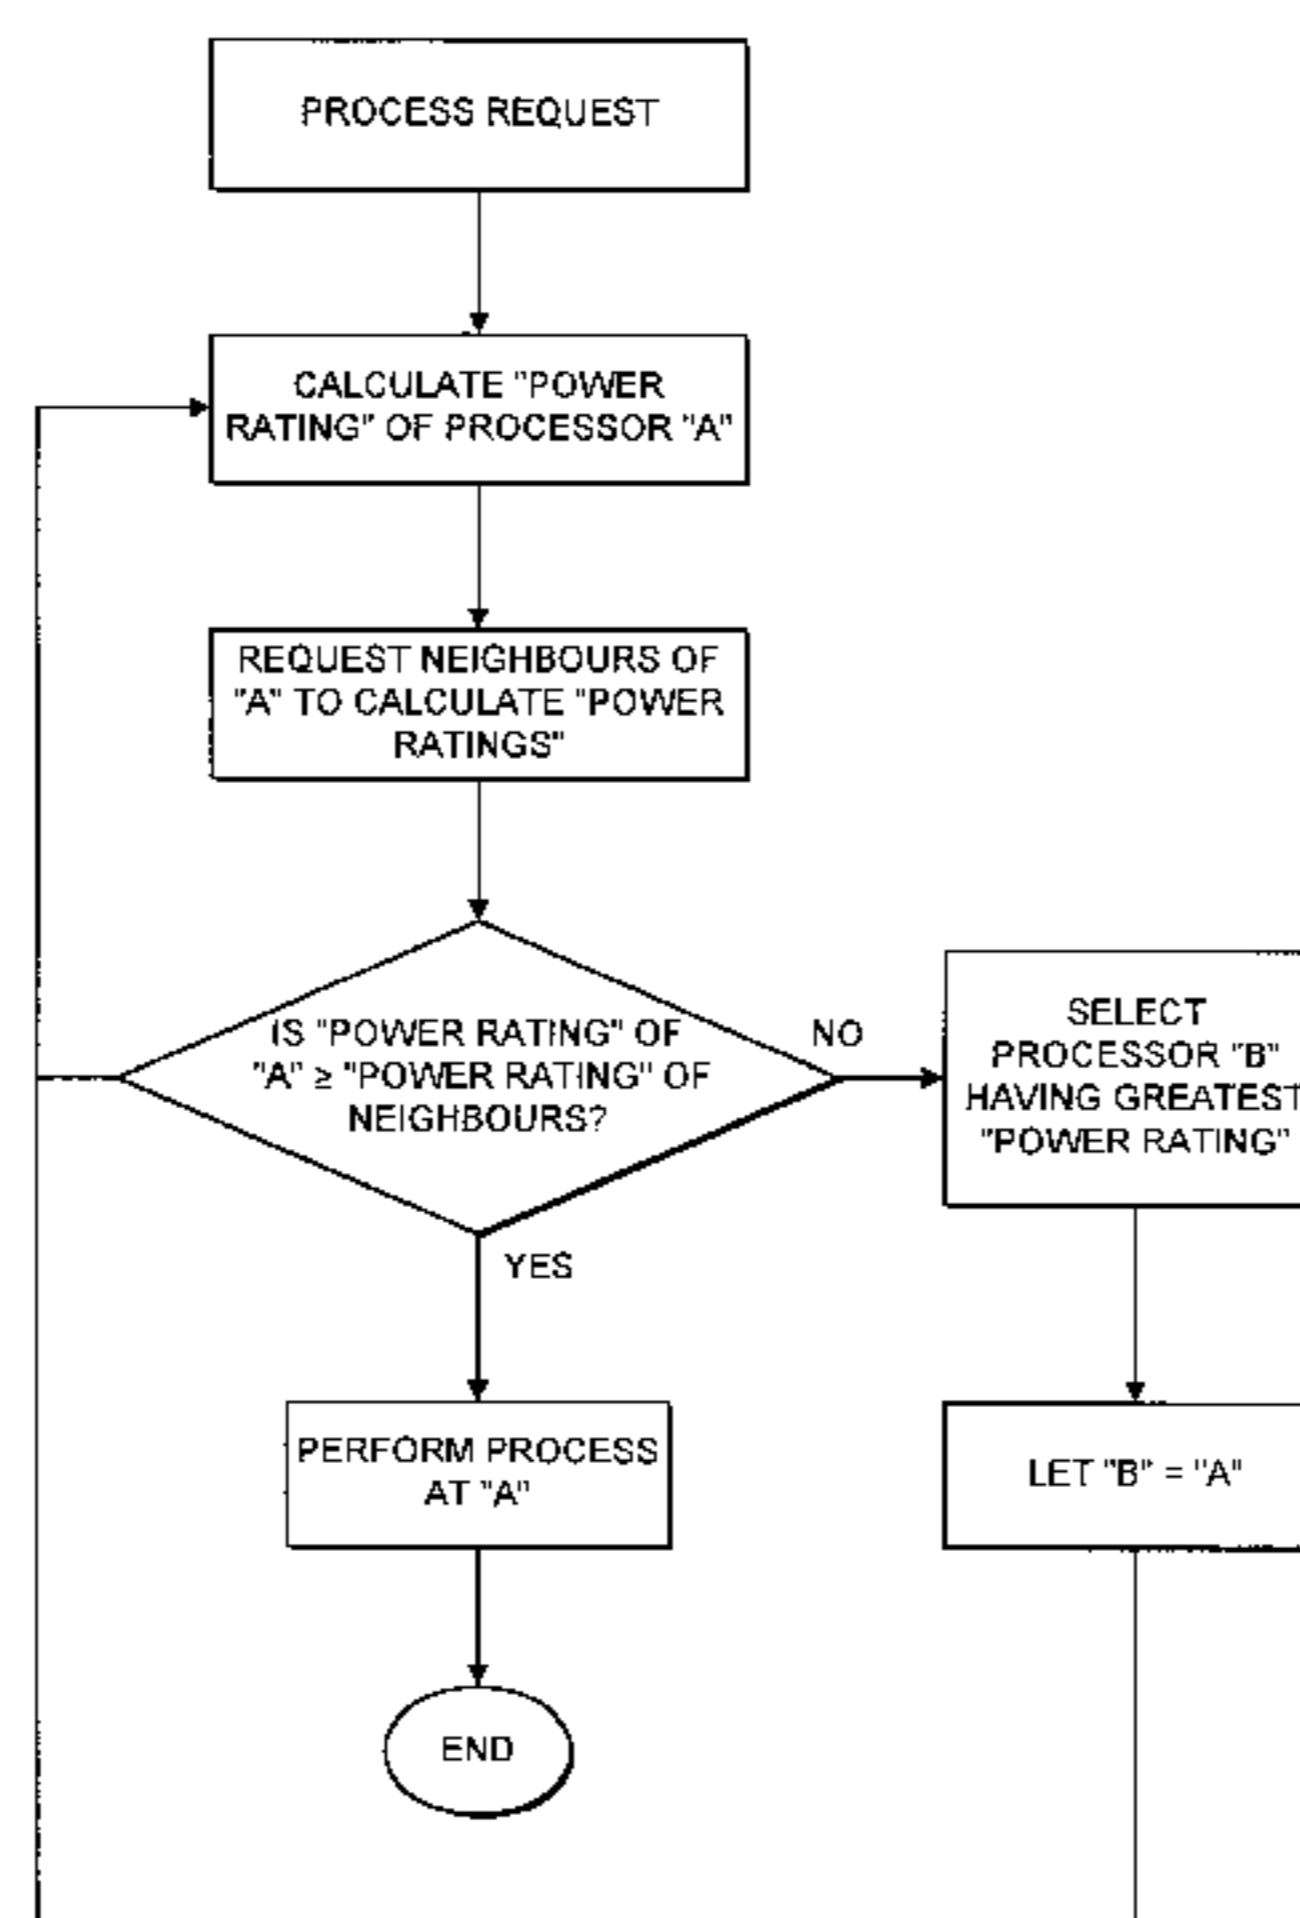 PROCESS REQUEST
CALCULATE "POWER
RATING" OF PROCESSOR "A"
REQUEST NEIGHBOURS OF
"A" TO CALCULATE "POWER
RATINGS"
IS "POWER RATING" OF
"A" ≥ "POWER RATING" OF
NEIGHBOURS?
NO
SELECT
PROCESSOR "B"
HAVING GREATEST
"POWER RATING"
YES
PERFORM PROCESS
AT "A"
LET "B" = "A"
END